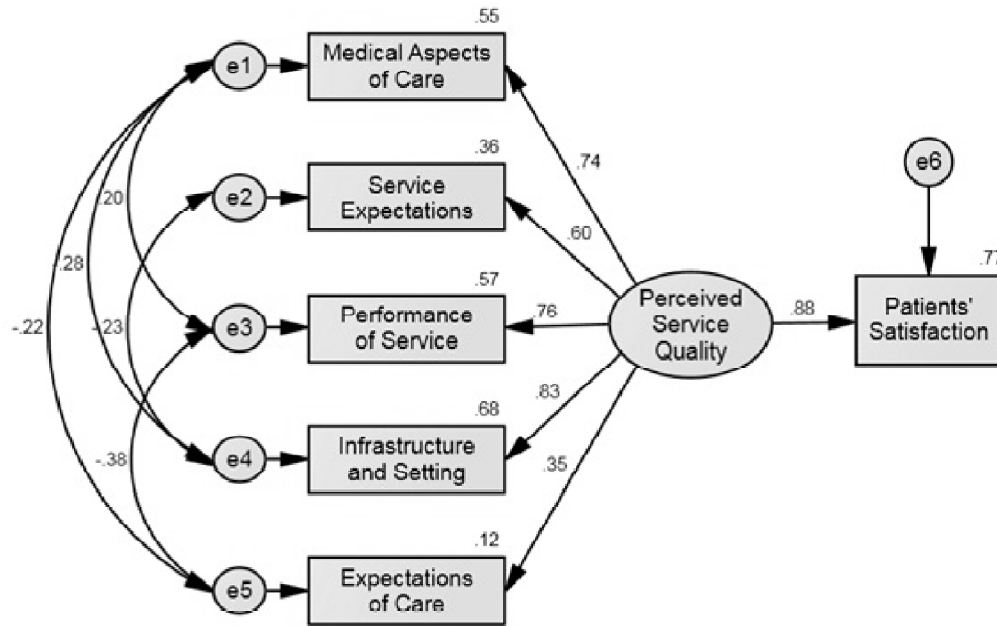 .55
e1
Medical Aspects
of Care
.74
.20
.36
e2
Service
Expectations
.60
e6
.28
.77
.57
-.22
-.23
e3
Performance
of Service
.76
Perceived
Service
Quality
.88
Patients'
Satisfaction
.68
.83
-.38
e4
Infrastructure
and Setting
.35
.12
e5
Expectations
of Care